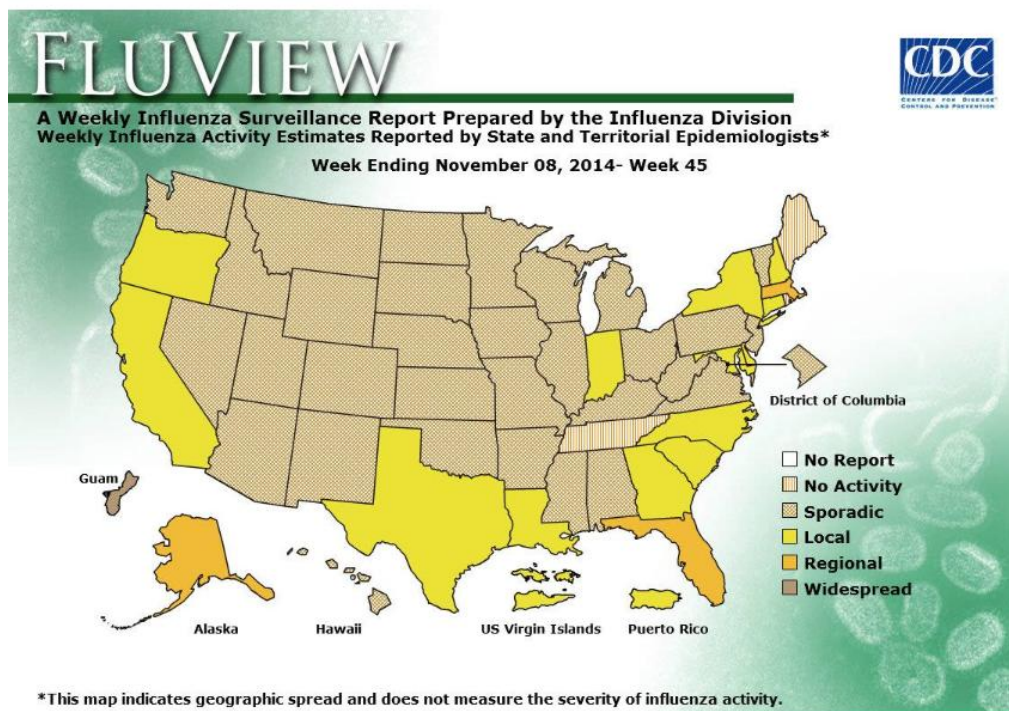 FLUVIEW
CDC
CENTERS FOR DISEASE
CONTROL AND PREVENTION
A Weekly Influenza Surveillance Report Prepared by the Influenza Division
Weekly Influenza Activity Estimates Reported by State and Territorial Epidemiologists*
Week Ending November 08, 2014- Week 45
District of Columbia
No Report
No Activity
Sporadic
Local
Regional
Widespread
Guam
Alaska
Hawaii
US Virgin Islands
Puerto Rico
*This map indicates geographic spread and does not measure the severity of influenza activity.